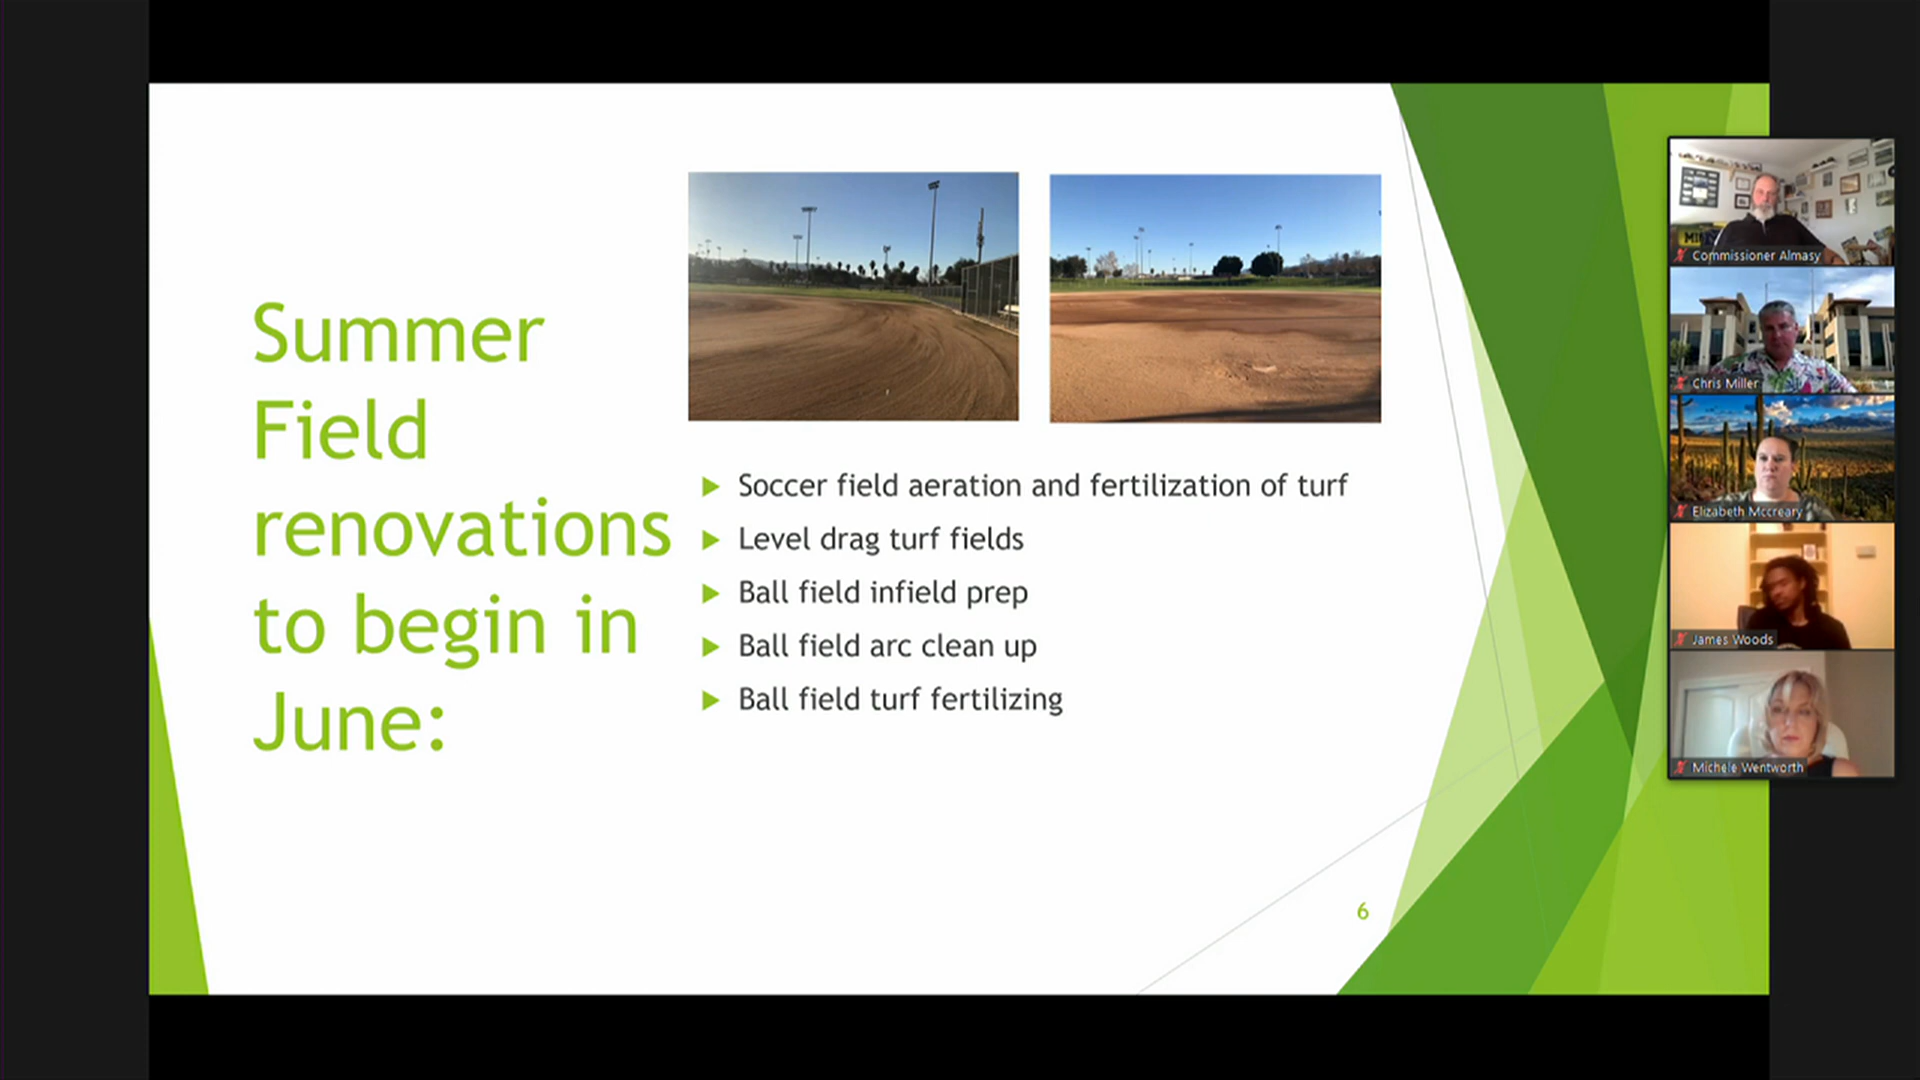 Summer
Field
renovations
to begin in
June:
Soccer field aeration and fertilization of turf
Level drag turf fields
Ball field infield prep
Ball field arc clean up
Ball field turf fertilizing
6
Commissioner Almasy
Chris Miller
Elizabeth Mccreary
James Woods
Michele Wentworth